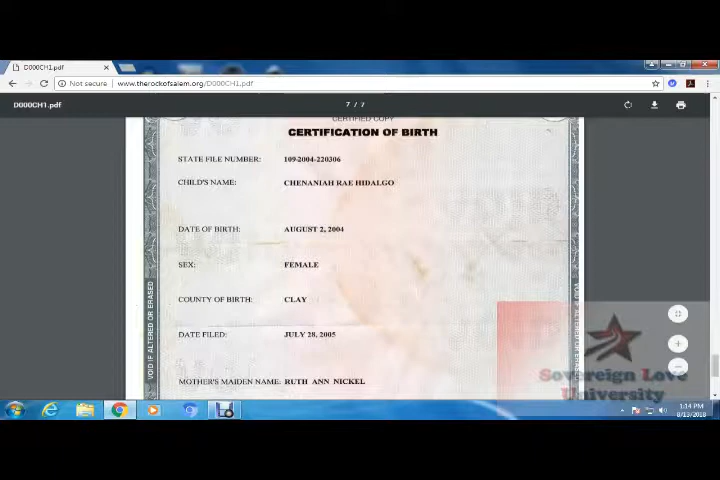 D000CH1.pdf
Not secure www.therockofsalem.org/D000CH1.pdf
D000CH1.pdf 7 / 7
CERTIFIED COPY
CERTIFICATION OF BIRTH
STATE FILE NUMBER: 109-2004-220306
CHILD'S NAME: CHENANIAH RAE HIDALGO
DATE OF BIRTH: AUGUST 2, 2004
SEX: FEMALE
COUNTY OF BIRTH: CLAY
DATE FILED: JULY 28, 2005
MOTHER'S MAIDEN NAME: RUTH ANN NICKEL
VOID IF ALTERED OR ERASED
Sovereign Love
University
1:14 PM
8/13/2018